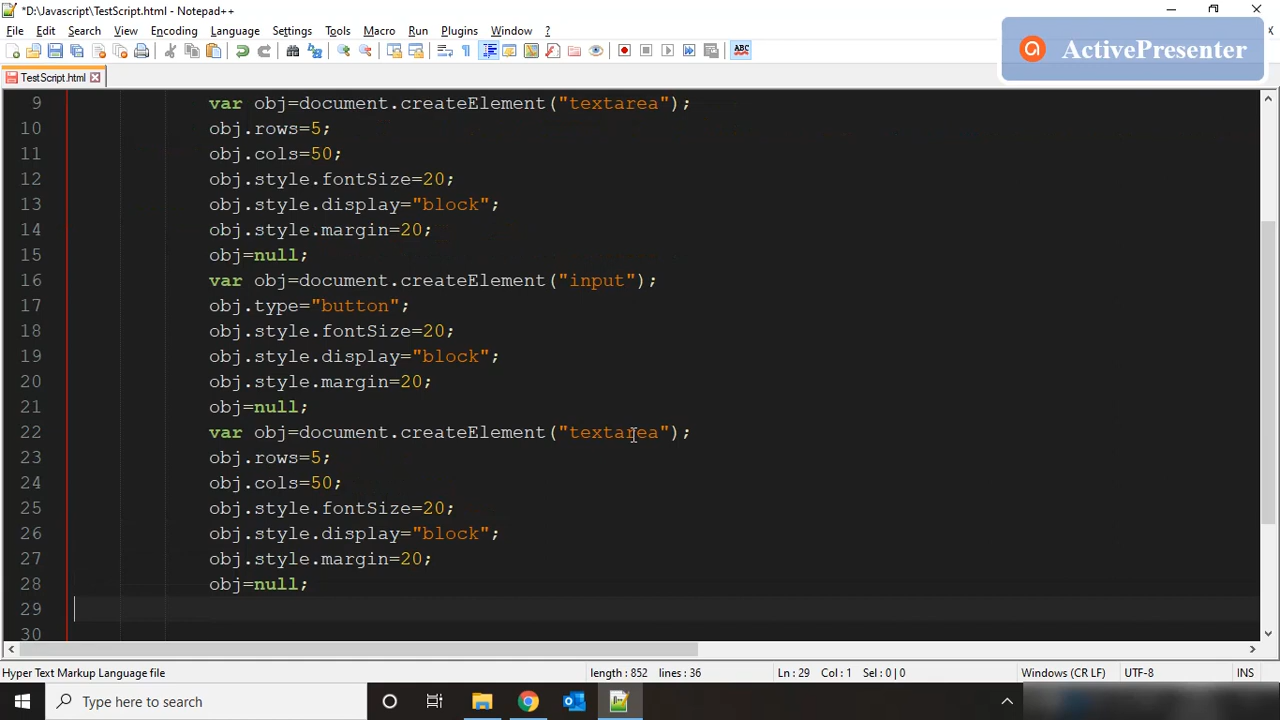 *D:\Javascript\TestScript.html - Notepad++
File Edit Search View Encoding Language Settings Tools Macro Run Plugins Window ? X
ActivePresenter
ABC
TestScript.html
9 var obj=document.createElement("textarea");
10 obj.rows=5;
11 obj.cols=50;
12 obj.style.fontSize=20;
13 obj.style.display="block";
14 obj.style.margin=20;
15 obj=null;
16 var obj=document.createElement("input");
17 obj.type="button";
18 obj.style.fontSize=20;
19 obj.style.display="block";
20 obj.style.margin=20;
21 obj=null;
22 var obj=document.createElement("textarea");
23 obj.rows=5;
24 obj.cols=50;
25 obj.style.fontSize=20;
26 obj.style.display="block";
27 obj.style.margin=20;
28 obj=null;
29
30
Hyper Text Markup Language file length : 852 lines : 36 Ln : 29 Col : 1 Sel : 0 | 0 Windows (CR LF) UTF-8 INS
Type here to search